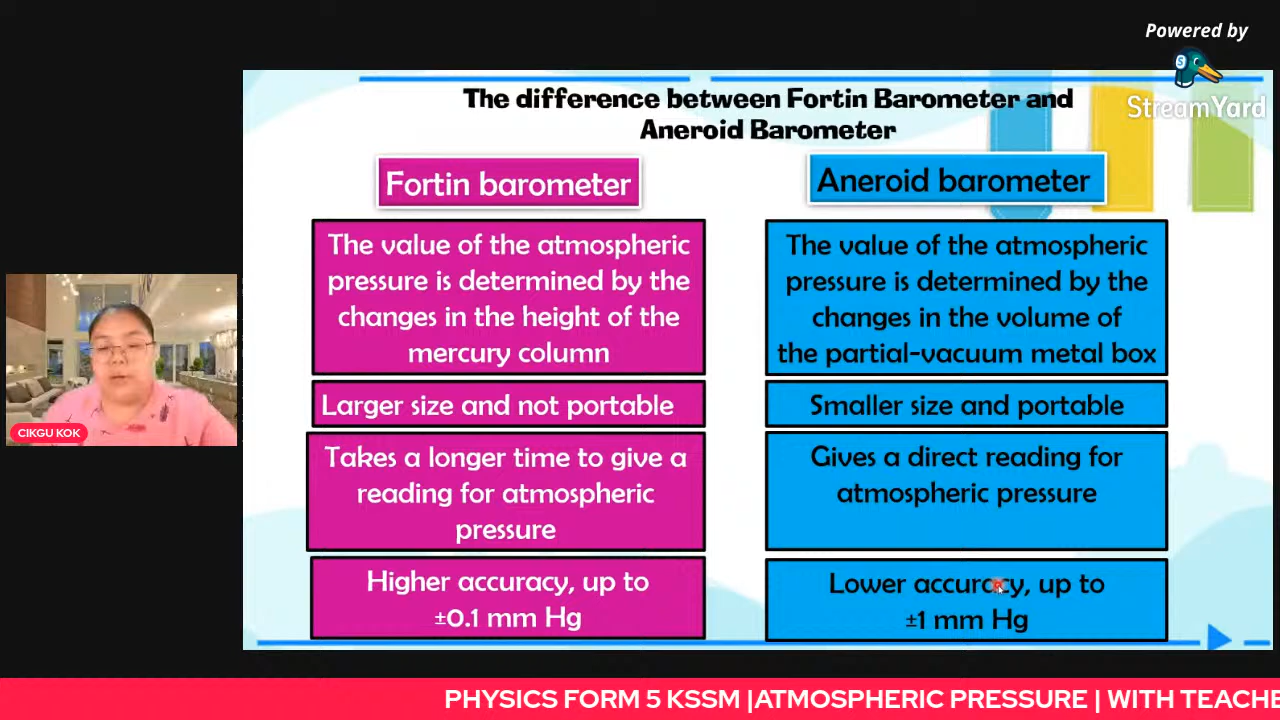 Powered by
StreamYard
The difference between Fortin Barometer and
Aneroid Barometer
Fortin barometer
Aneroid barometer
The value of the atmospheric
pressure is determined by the
changes in the height of the
mercury column
The value of the atmospheric
pressure is determined by the
changes in the volume of
the partial-vacuum metal box
Larger size and not portable
Smaller size and portable
Takes a longer time to give a
reading for atmospheric
pressure
Gives a direct reading for
atmospheric pressure
Higher accuracy, up to
±0.1 mm Hg
Lower accuracy, up to
±1 mm Hg
CIKGU KOK
PHYSICS FORM 5 KSSM |ATMOSPHERIC PRESSURE | WITH TEACHE